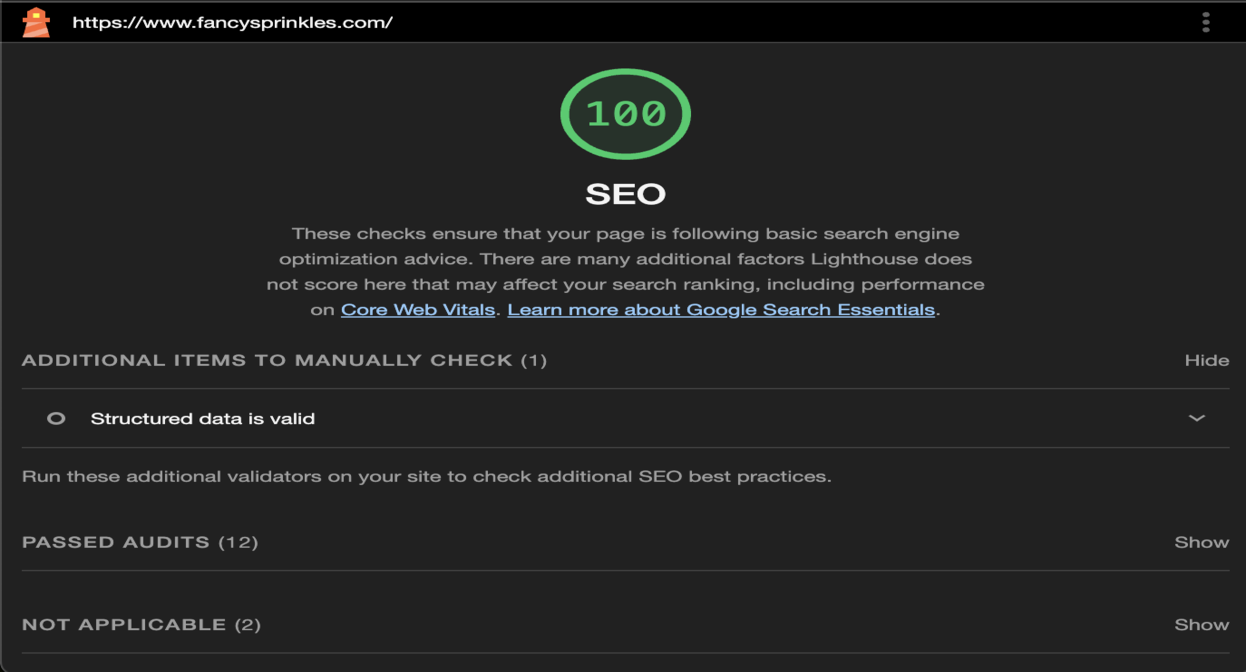 https://www.fancysprinkles.com/
100
SEO
These checks ensure that your page is following basic search engine
optimization advice. There are many additional factors Lighthouse does
not score here that may affect your search ranking, including performance
on Core Web Vitals. Learn more about Google Search Essentials.
ADDITIONAL ITEMS TO MANUALLY CHECK (1) Hide
Structured data is valid
Run these additional validators on your site to check additional SEO best practices.
PASSED AUDITS (12) Show
NOT APPLICABLE (2) Show